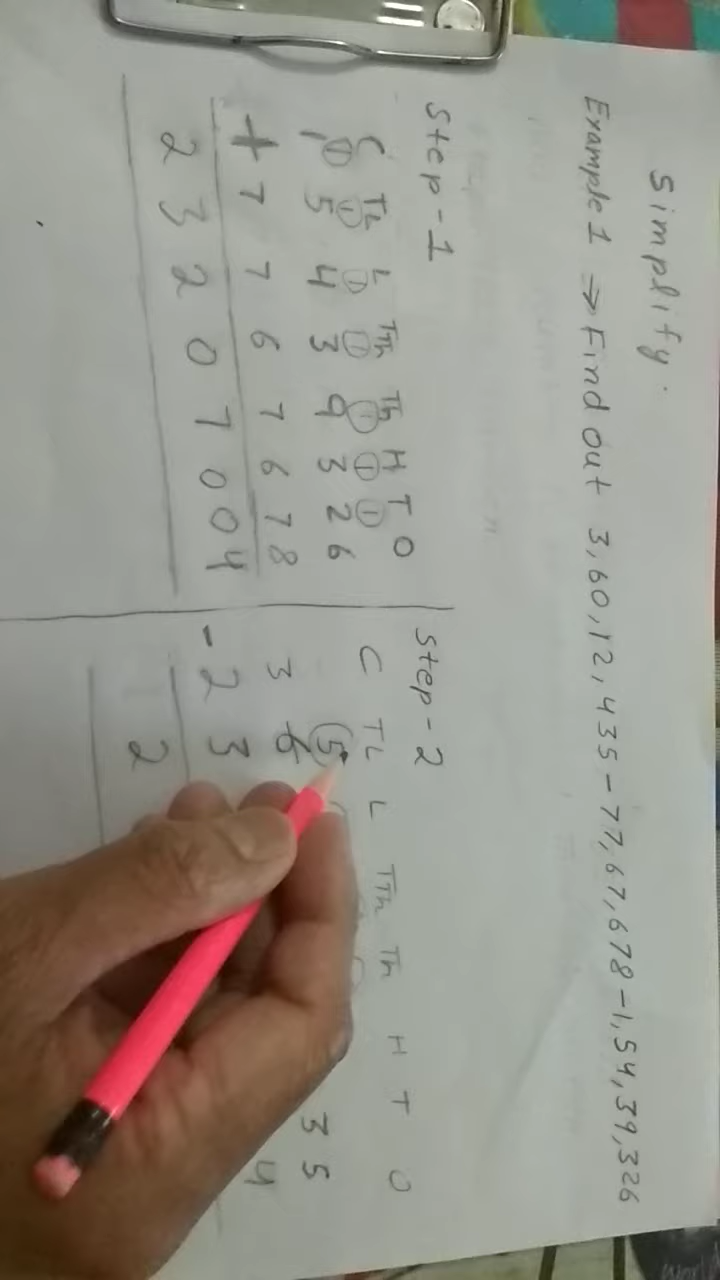 Simplify.
Example 1 ⇒ Find out 3,60,12,435-77,67,678-1,54,39,326
Step-1
C TL L TTh Th H T O
1 1 1 1 1 1 1
1 5 4 3 9 3 2 6
+ 7 7 6 7 6 7 8
2 3 2 0 7 0 0 4
Step-2
C TL L TTh Th H T O
5
3 6 3 5
- 2 3 4
2